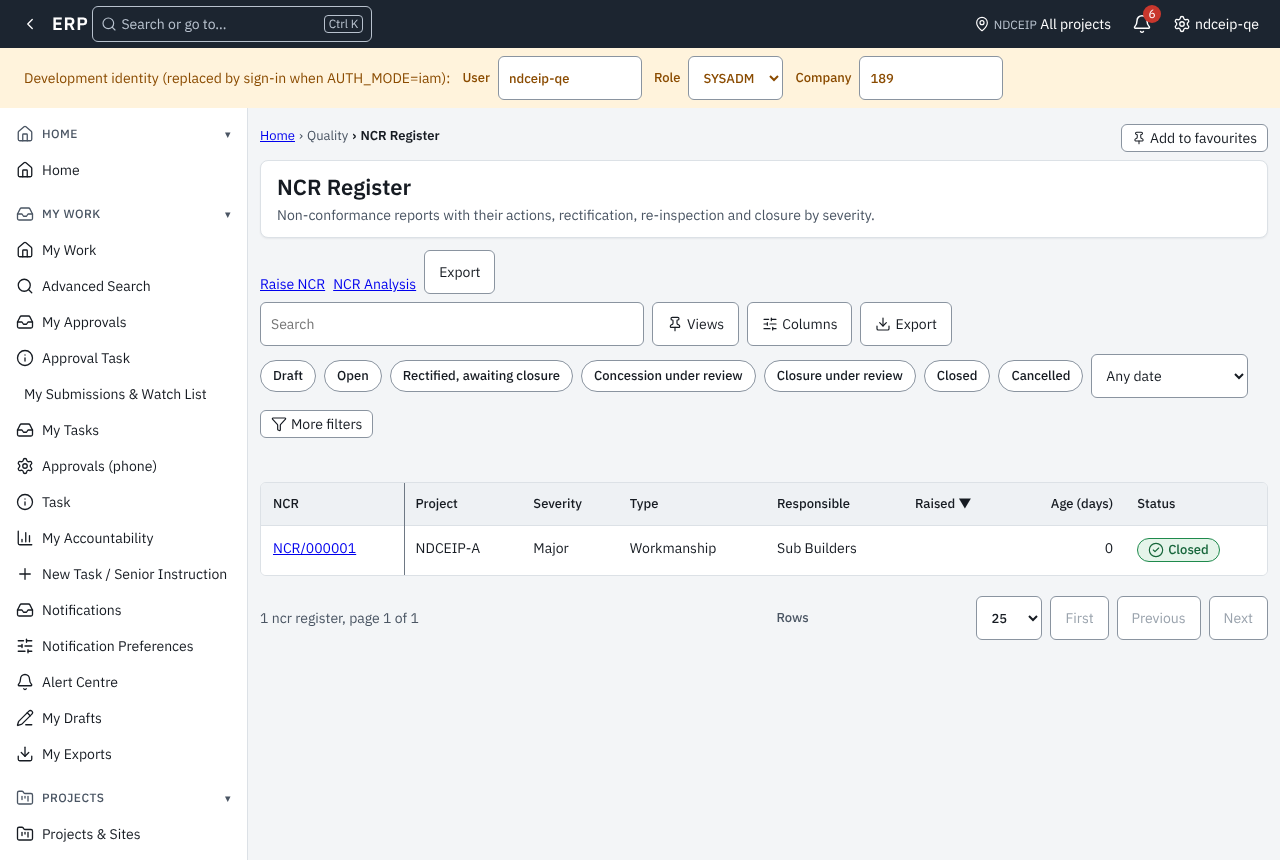 ERP
Search or go to...
Ctrl K
NDCEIP All projects
6
ndceip-qe
Development identity (replaced by sign-in when AUTH_MODE=iam):
User
ndceip-qe
Role
SYSADM
Company
189
HOME
Home
MY WORK
My Work
Advanced Search
My Approvals
Approval Task
My Submissions & Watch List
My Tasks
Approvals (phone)
Task
My Accountability
New Task / Senior Instruction
Notifications
Notification Preferences
Alert Centre
My Drafts
My Exports
PROJECTS
Projects & Sites
Home › Quality › NCR Register
Add to favourites
NCR Register
Non-conformance reports with their actions, rectification, re-inspection and closure by severity.
Raise NCR NCR Analysis Export
Search Views Columns Export
Draft Open Rectified, awaiting closure Concession under review Closure under review Closed Cancelled Any date
More filters
NCR Project Severity Type Responsible Raised ▼ Age (days) Status
NCR/000001 NDCEIP-A Major Workmanship Sub Builders 0 Closed
1 ncr register, page 1 of 1 Rows 25 First Previous Next